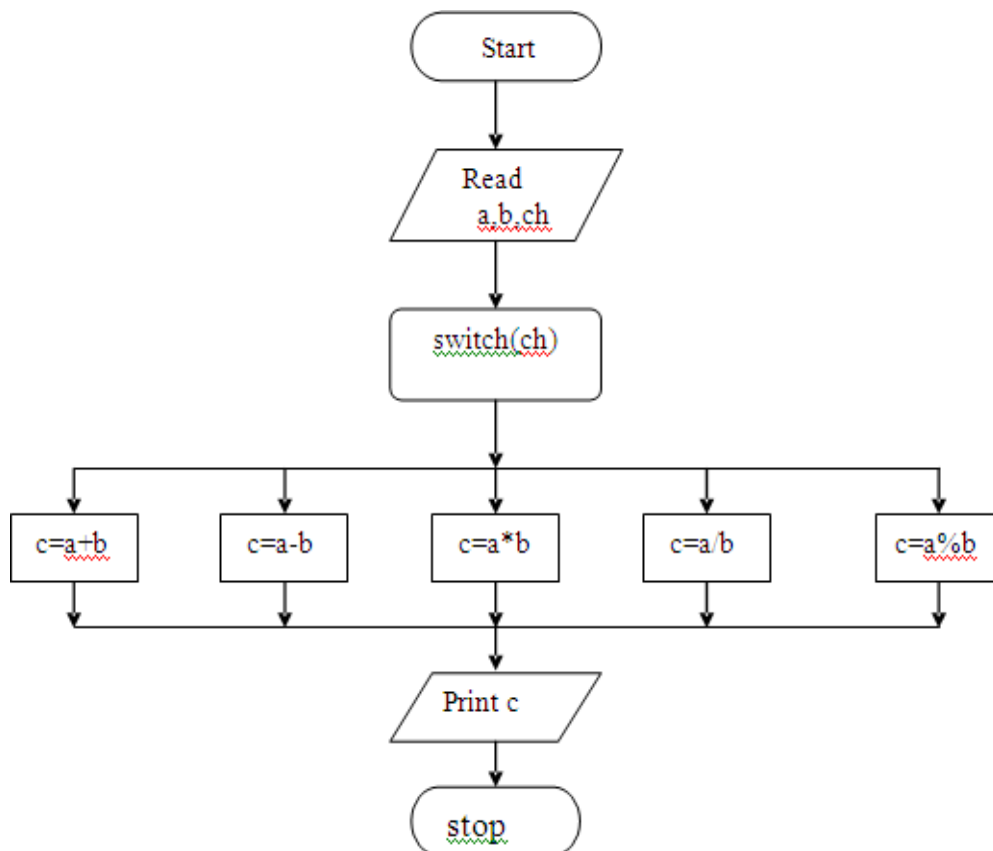 Start
Read
a,b,ch
switch(ch)
c=a+b
c=a-b
c=a*b
c=a/b
c=a%b
Print c
stop